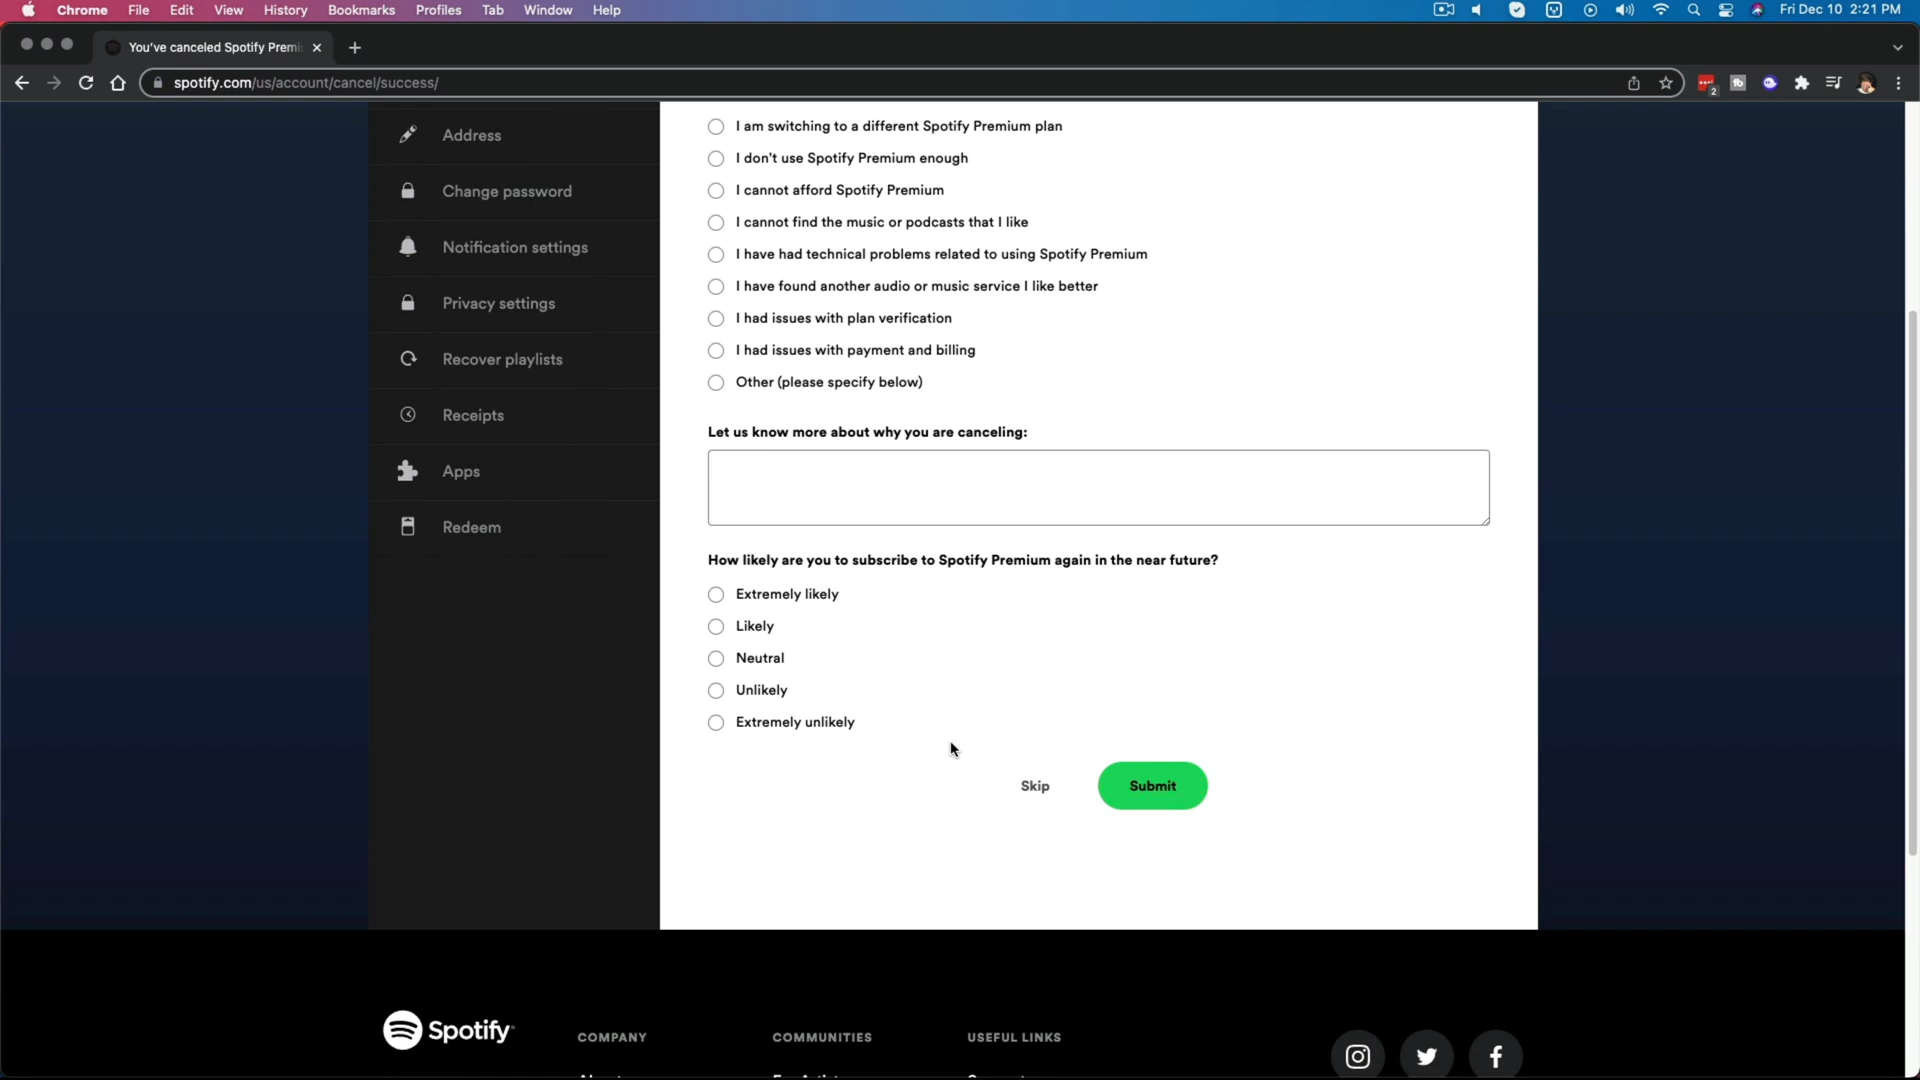 Chrome File Edit View History Bookmarks Profiles Tab Window Help Fri Dec 10 2:21 PM
You've canceled Spotify Premi
spotify.com/us/account/cancel/success/
2
Address
Change password
Notification settings
Privacy settings
Recover playlists
Receipts
Apps
Redeem
I am switching to a different Spotify Premium plan
I don't use Spotify Premium enough
I cannot afford Spotify Premium
I cannot find the music or podcasts that I like
I have had technical problems related to using Spotify Premium
I have found another audio or music service I like better
I had issues with plan verification
I had issues with payment and billing
Other (please specify below)
Let us know more about why you are canceling:
How likely are you to subscribe to Spotify Premium again in the near future?
Extremely likely
Likely
Neutral
Unlikely
Extremely unlikely
Skip Submit
Spotify COMPANY COMMUNITIES USEFUL LINKS